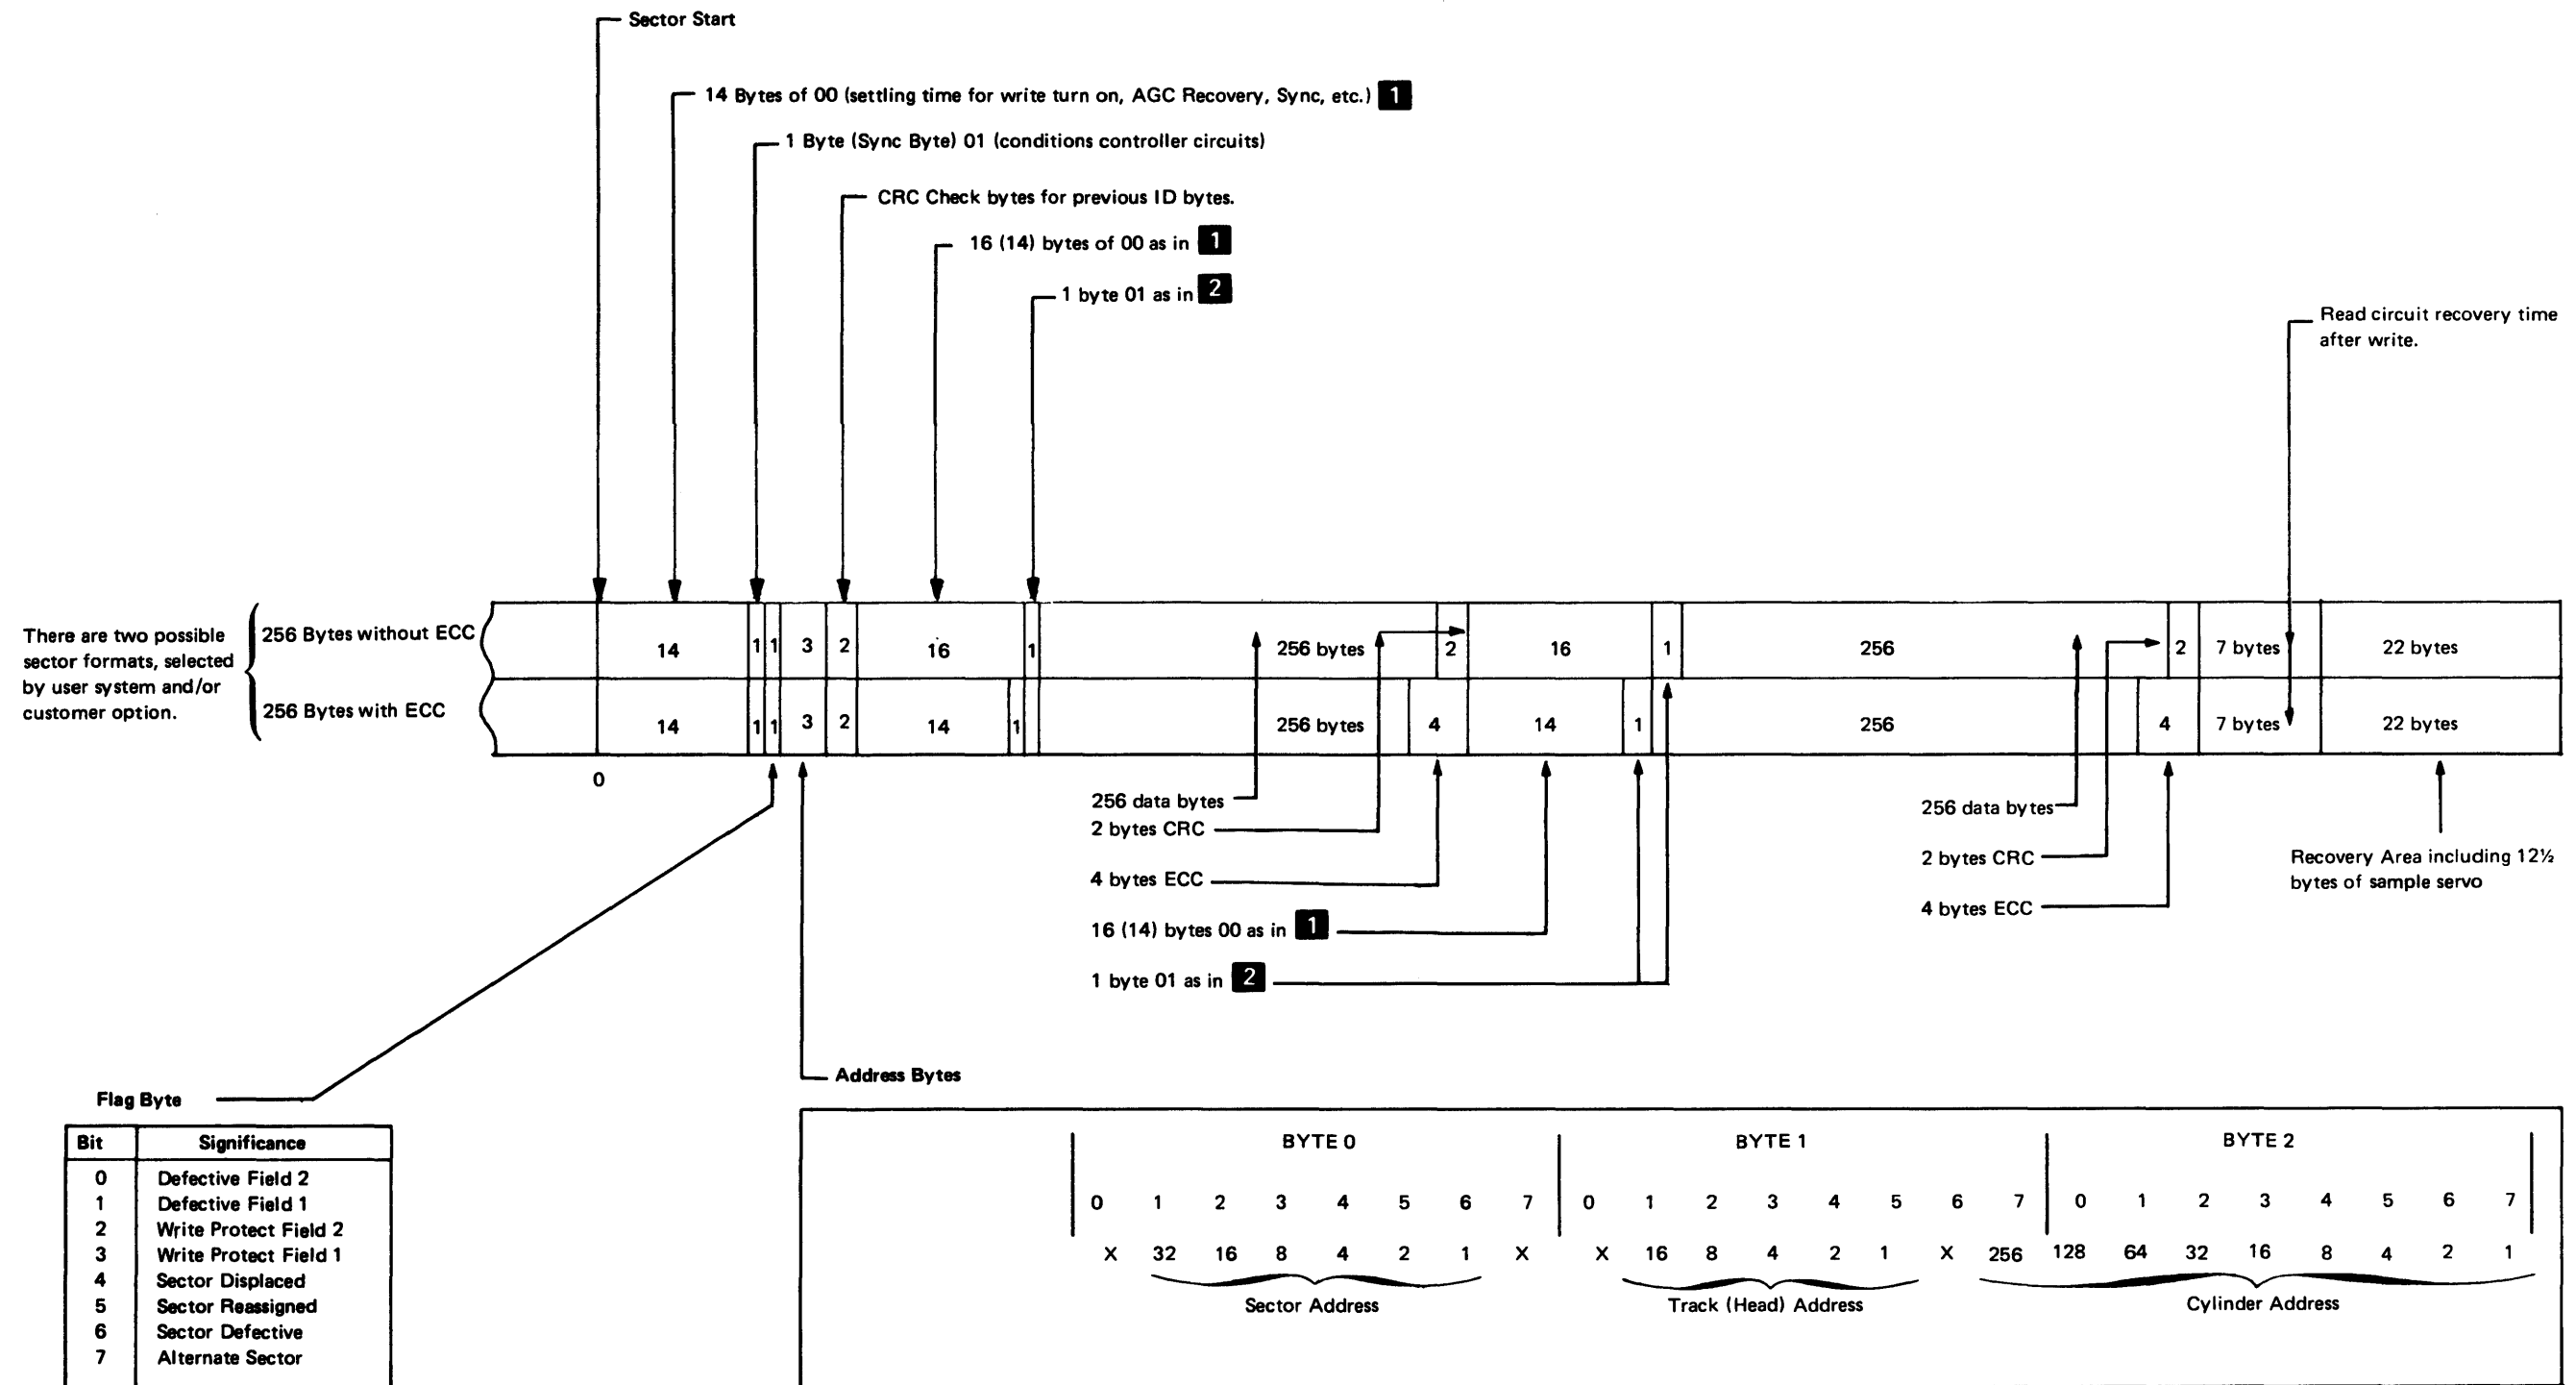 Sector Start
14 Bytes of 00 (settling time for write turn on, AGC Recovery, Sync, etc.) 1
1 Byte (Sync Byte) 01 (conditions controller circuits)
CRC Check bytes for previous ID bytes.
16 (14) bytes of 00 as in 1
1 byte 01 as in 2
Read circuit recovery time
after write.
There are two possible
sector formats, selected
by user system and/or
customer option.
256 Bytes without ECC
14 1 1 3 2 16 1 256 bytes 2 16 1 256 2 7 bytes 22 bytes
256 Bytes with ECC
14 1 1 3 2 14 1 256 bytes 4 14 1 256 4 7 bytes 22 bytes
0
256 data bytes
2 bytes CRC
4 bytes ECC
16 (14) bytes 00 as in 1
1 byte 01 as in 2
256 data bytes
2 bytes CRC
4 bytes ECC
Recovery Area including 12½
bytes of sample servo
Address Bytes
Flag Byte
Bit Significance
0 Defective Field 2
1 Defective Field 1
2 Write Protect Field 2
3 Write Protect Field 1
4 Sector Displaced
5 Sector Reassigned
6 Sector Defective
7 Alternate Sector
BYTE 0 BYTE 1 BYTE 2
0 1 2 3 4 5 6 7 0 1 2 3 4 5 6 7 0 1 2 3 4 5 6 7
X 32 16 8 4 2 1 X X 16 8 4 2 1 X 256 128 64 32 16 8 4 2 1
Sector Address Track (Head) Address Cylinder Address